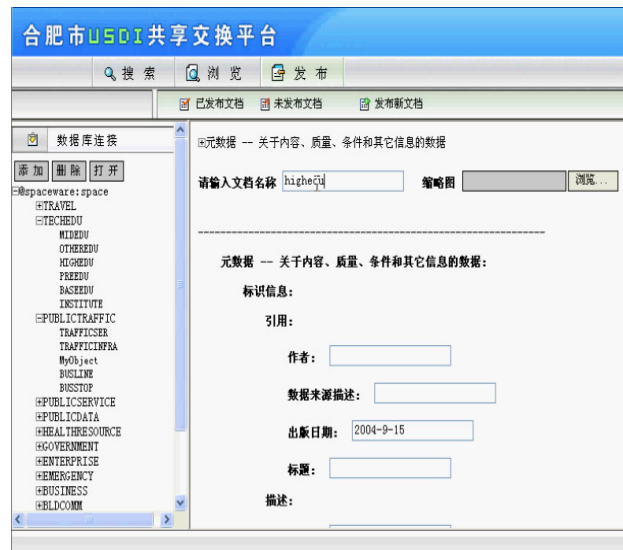 合肥市USDI共享交换平台
搜 索 浏 览 发 布
已发布文档 未发布文档 发布新文档
数据库连接
添 加 删 除 打 开
@spaceware:space
TRAVEL
TECHEDU
MIDEDU
OTHEREDU
HIGHEDU
PREEDU
BASEEDU
INSTITUTE
PUBLICTRAFFIC
TRAFFICSER
TRAFFICINFRA
MyObject
BUSLINE
BUSSTOP
PUBLICSERVICE
PUBLICDATA
HEALTHRESOURCE
GOVERNMENT
ENTERPRISE
EMERGENCY
BUSINESS
BLDCOMM
元数据 -- 关于内容、质量、条件和其它信息的数据
请输入文档名称 缩略图 浏览...
元数据 -- 关于内容、质量、条件和其它信息的数据：
标识信息：
引用：
作者：
数据来源描述：
出版日期： 2004-9-15
标题：
描述：